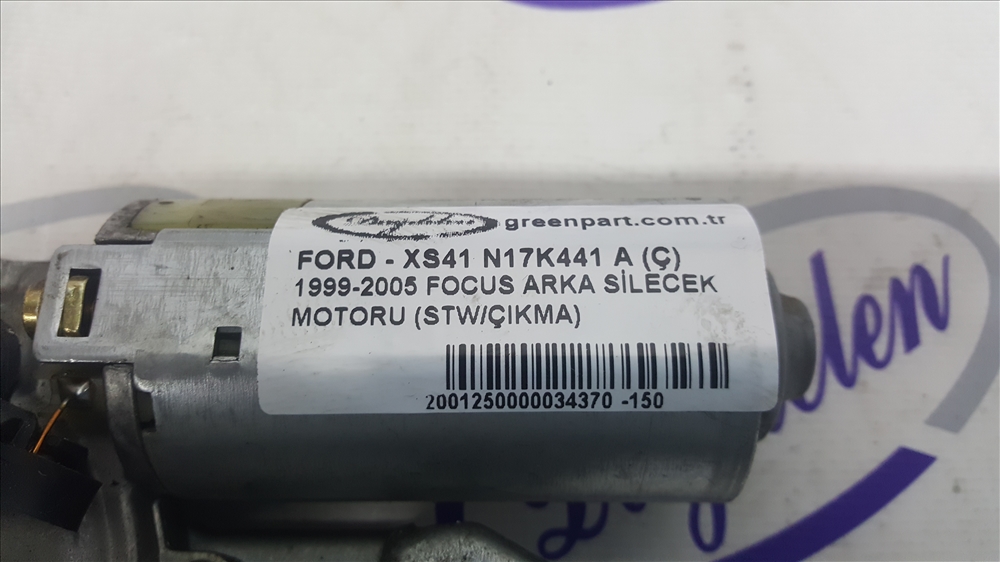 greenpart.com.tr
FORD - XS41 N17K441 A (Ç)
1999-2005 FOCUS ARKA SİLECEK
MOTORU (STW/ÇIKMA)
2001250000034370 -150